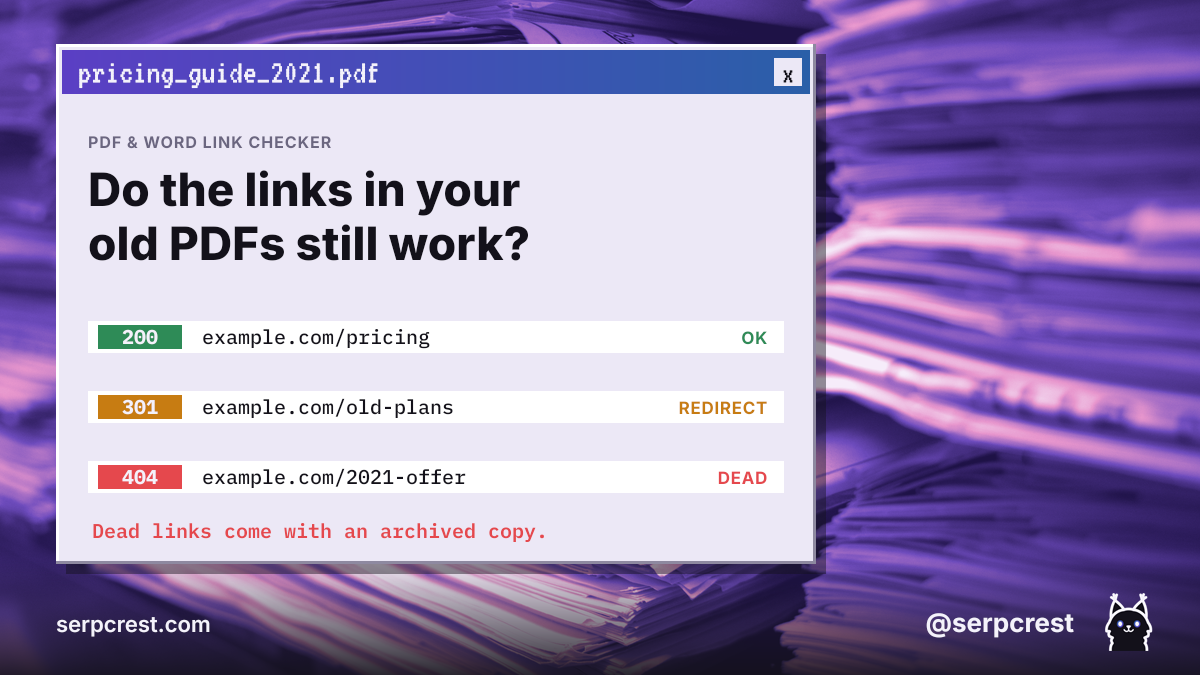 pricing_guide_2021.pdf
x
PDF & WORD LINK CHECKER
Do the links in your
old PDFs still work?
200 example.com/pricing OK
301 example.com/old-plans REDIRECT
404 example.com/2021-offer DEAD
Dead links come with an archived copy.
serpcrest.com
@serpcrest